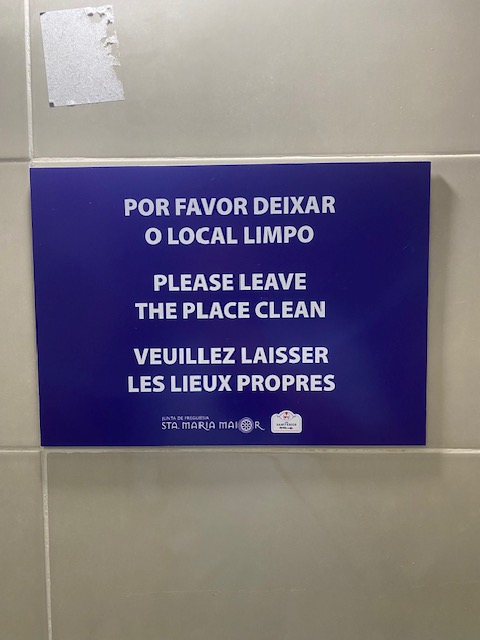 POR FAVOR DEIXAR
O LOCAL LIMPO
PLEASE LEAVE
THE PLACE CLEAN
VEUILLEZ LAISSER
LES LIEUX PROPRES
JUNTA DE FREGUESIA
STA. MARIA MAIOR